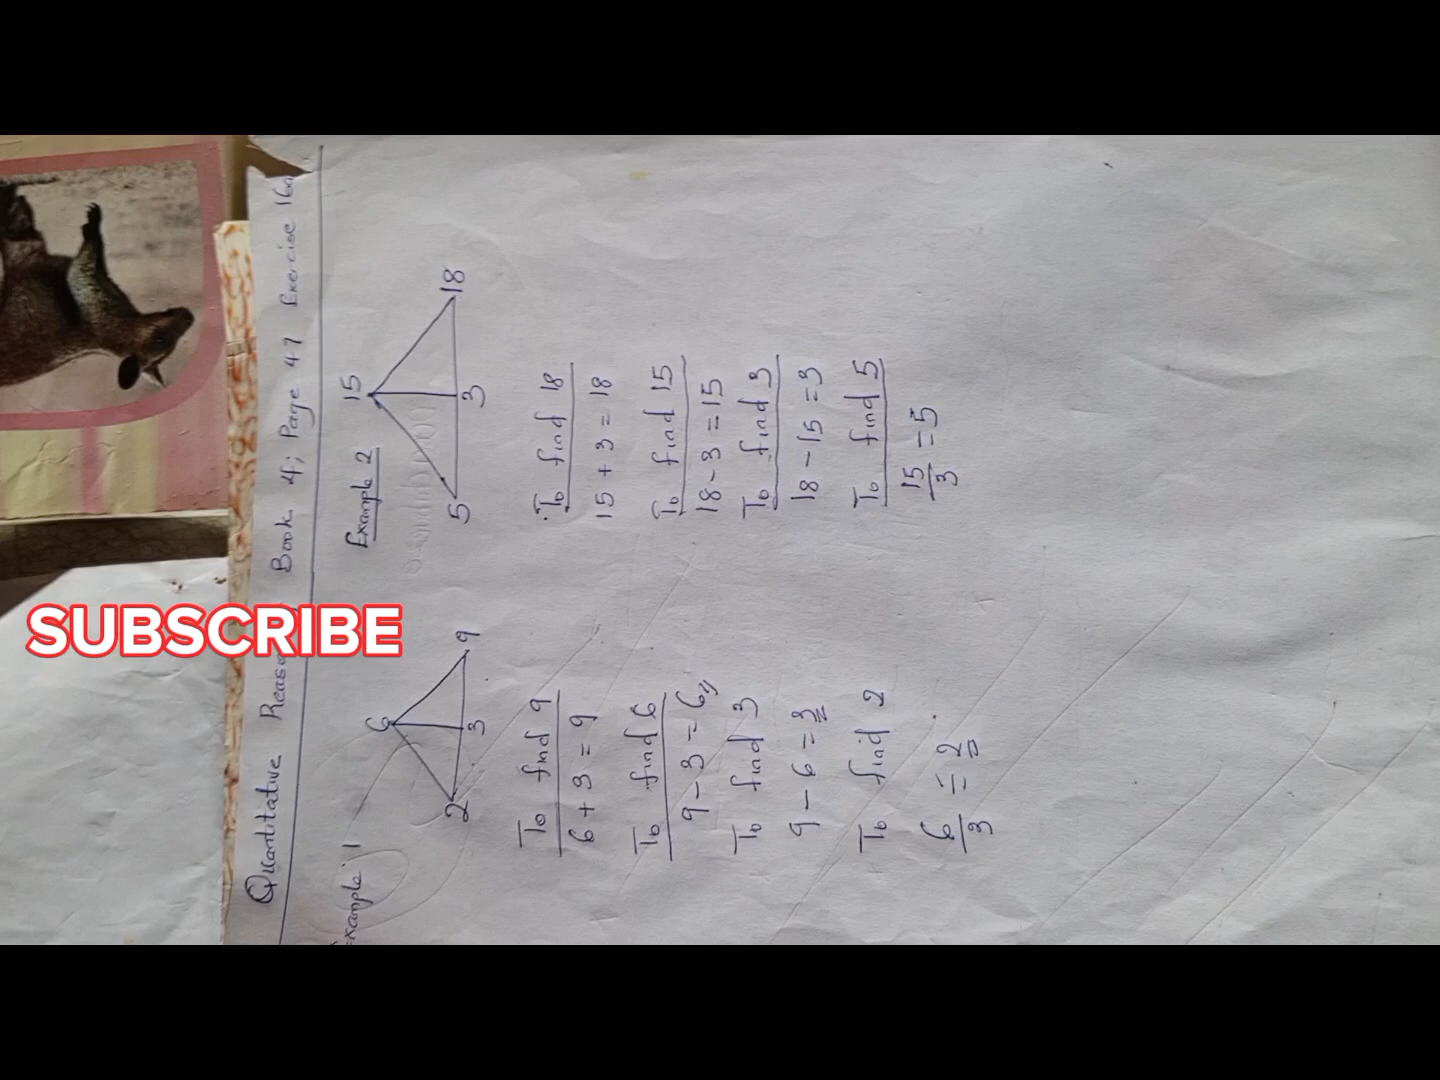 Quantitative Reaso Book 4; Page 47 Exercise 16a
Example 1
6
2 3 9
To find 9
6 + 3 = 9
To find 6
9 - 3 = 6
To find 3
9 - 6 = 3
To find 2
6/3 = 2
Example 2
15
5 3 18
To find 18
15 + 3 = 18
To find 15
18 - 3 = 15
To find 3
18 - 15 = 3
To find 5
15/3 = 5
SUBSCRIBE